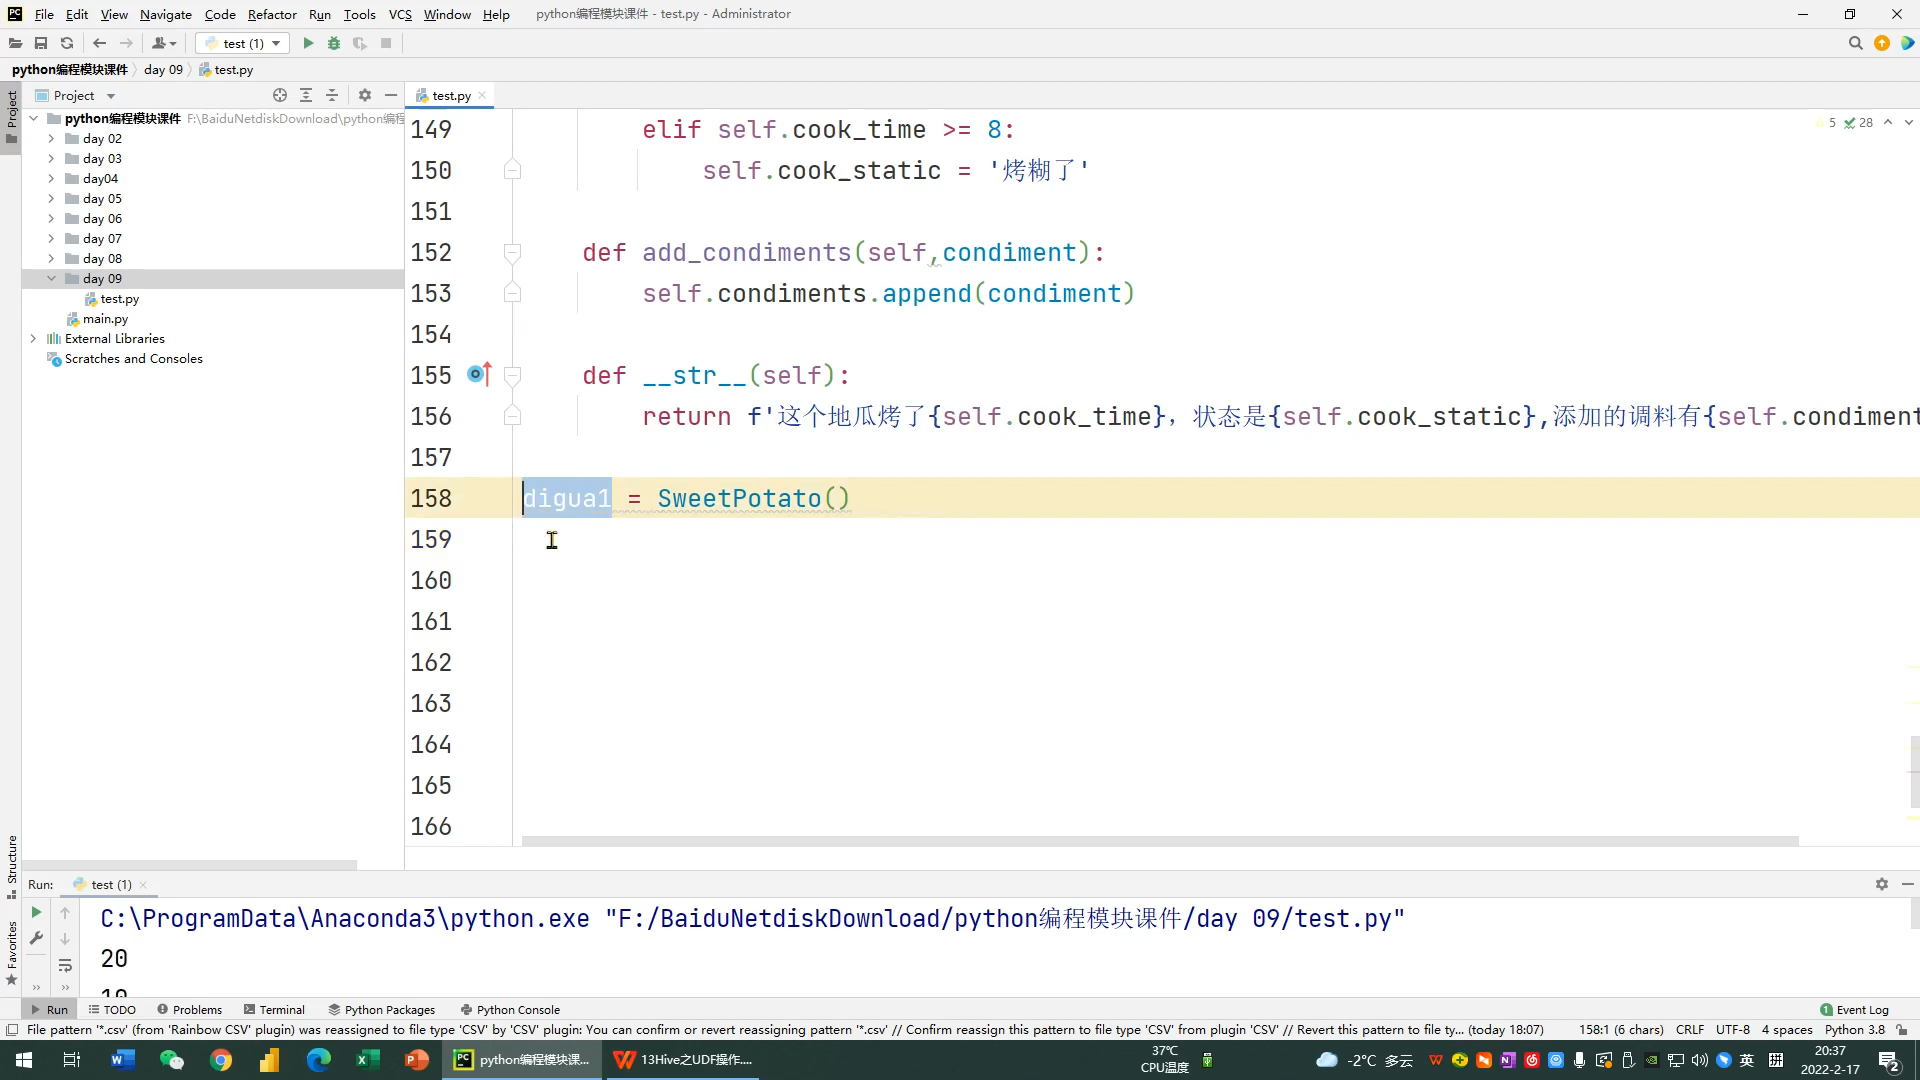 File Edit View Navigate Code Refactor Run Tools VCS Window Help python编程模块课件 - test.py - Administrator
test (1)
python编程模块课件 day 09 test.py
Project
Project
test.py
python编程模块课件 F:\BaiduNetdiskDownload\python编程
day 02
day 03
day04
day 05
day 06
day 07
day 08
day 09
test.py
main.py
External Libraries
Scratches and Consoles
5 28
149 elif self.cook_time >= 8:
150 self.cook_static = '烤糊了'
151
152 def add_condiments(self,condiment):
153 self.condiments.append(condiment)
154
155 def __str__(self):
156 return f'这个地瓜烤了{self.cook_time}，状态是{self.cook_static},添加的调料有{self.condiment
157
158 digua1 = SweetPotato()
159
160
161
162
163
164
165
166
Structure
Favorites
Run: test (1)
C:\ProgramData\Anaconda3\python.exe "F:/BaiduNetdiskDownload/python编程模块课件/day 09/test.py"
20
10
Run TODO Problems Terminal Python Packages Python Console Event Log
File pattern '*.csv' (from 'Rainbow CSV' plugin) was reassigned to file type 'CSV' by 'CSV' plugin: You can confirm or revert reassigning pattern '*.csv' // Confirm reassign this pattern to file type 'CSV' from plugin 'CSV' // Revert this pattern to file ty... (today 18:07) 158:1 (6 chars) CRLF UTF-8 4 spaces Python 3.8
python编程模块课... 13Hive之UDF操作....
37℃
CPU温度
-2°C 多云
英
拼
20:37
2022-2-17
2